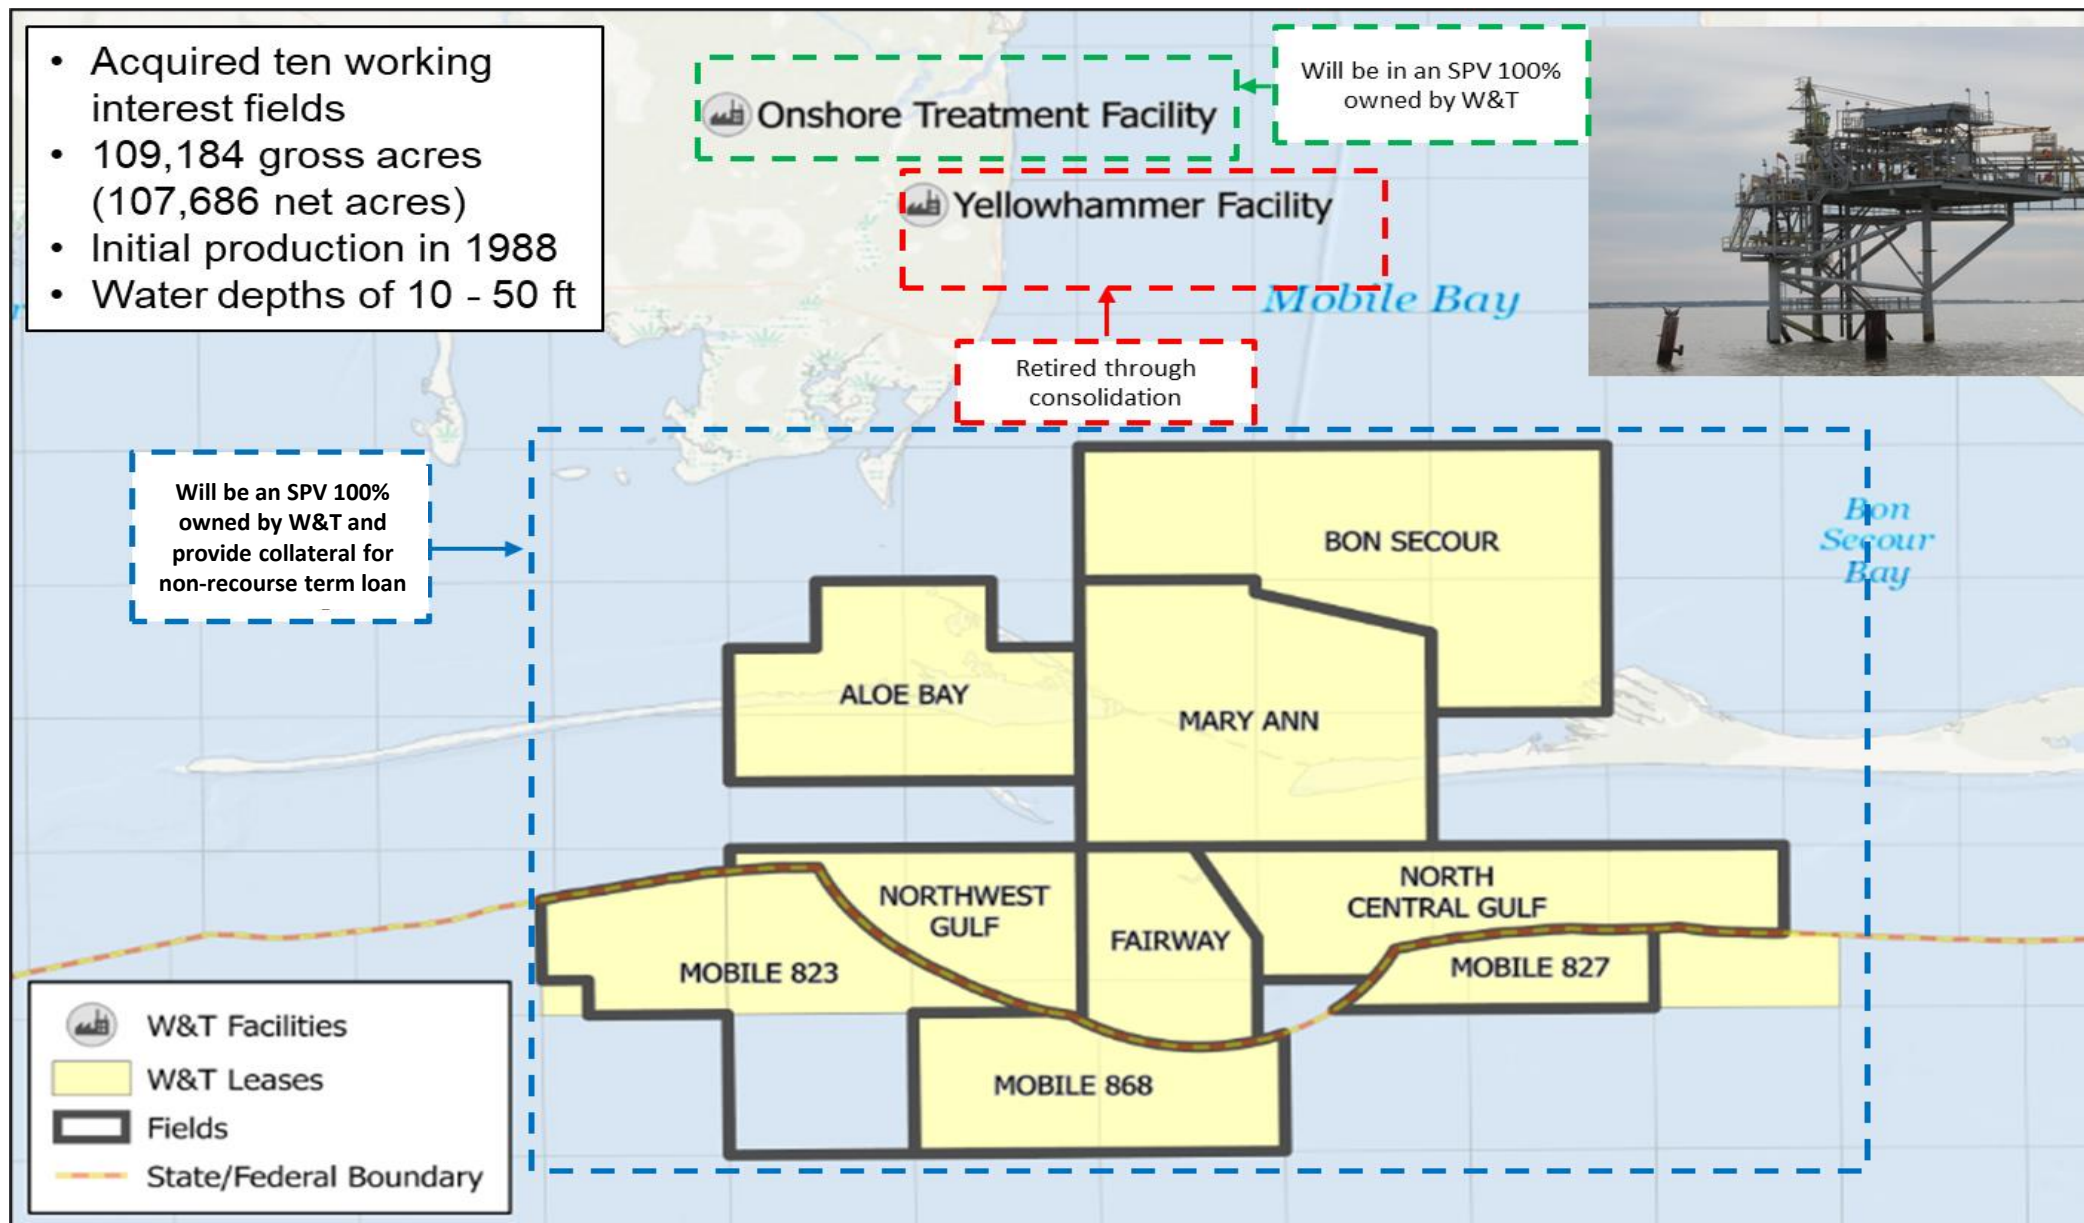 • Acquired ten working
interest fields
• 109,184 gross acres
(107,686 net acres)
• Initial production in 1988
• Water depths of 10 - 50 ft
Onshore Treatment Facility
Will be in an SPV 100%
owned by W&T
Yellowhammer Facility
Mobile Bay
Retired through
consolidation
Will be an SPV 100%
owned by W&T and
provide collateral for
non-recourse term loan
BON SECOUR
Bon
Secour
Bay
ALOE BAY
MARY ANN
NORTHWEST
GULF
FAIRWAY
NORTH
CENTRAL GULF
MOBILE 823
MOBILE 827
MOBILE 868
W&T Facilities
W&T Leases
Fields
State/Federal Boundary